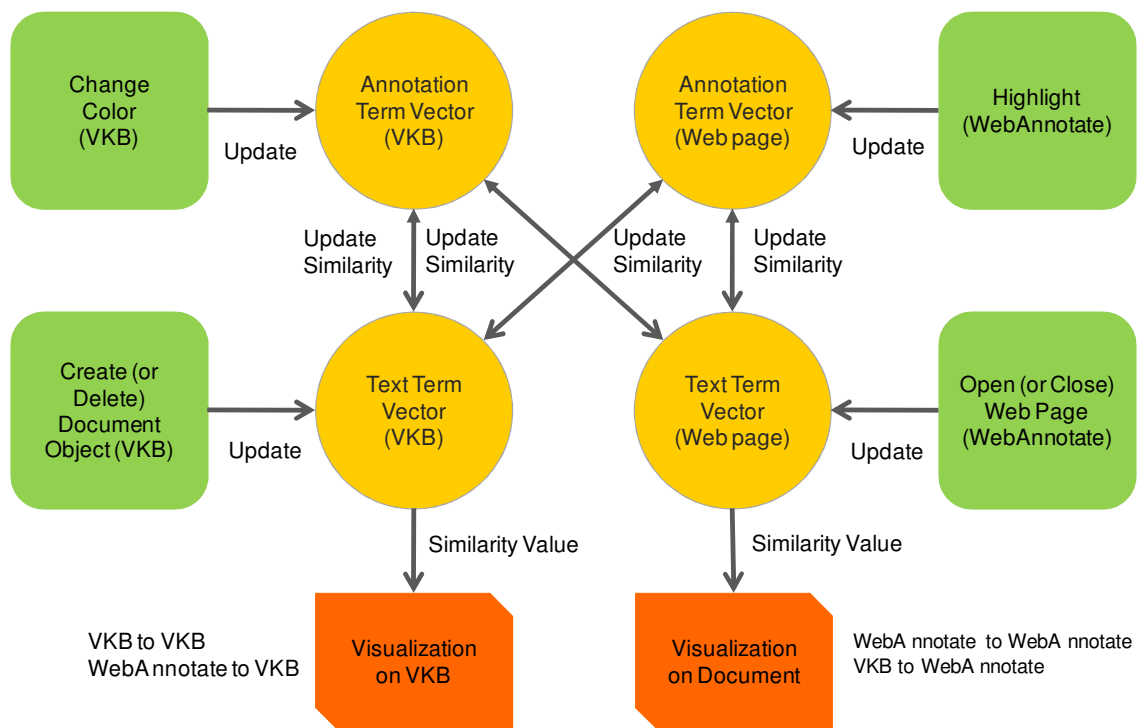 Change
Color
(VKB)
Update
Annotation
Term Vector
(VKB)
Annotation
Term Vector
(Web page)
Update
Highlight
(WebAnnotate)
Update
Similarity
Update
Similarity
Update
Similarity
Update
Similarity
Create (or
Delete)
Document
Object (VKB)
Update
Text Term
Vector
(VKB)
Text Term
Vector
(Web page)
Update
Open (or Close)
Web Page
(WebAnnotate)
Similarity Value
Similarity Value
VKB to VKB
WebA nnotate to VKB
Visualization
on VKB
Visualization
on Document
WebA nnotate to WebA nnotate
VKB to WebA nnotate